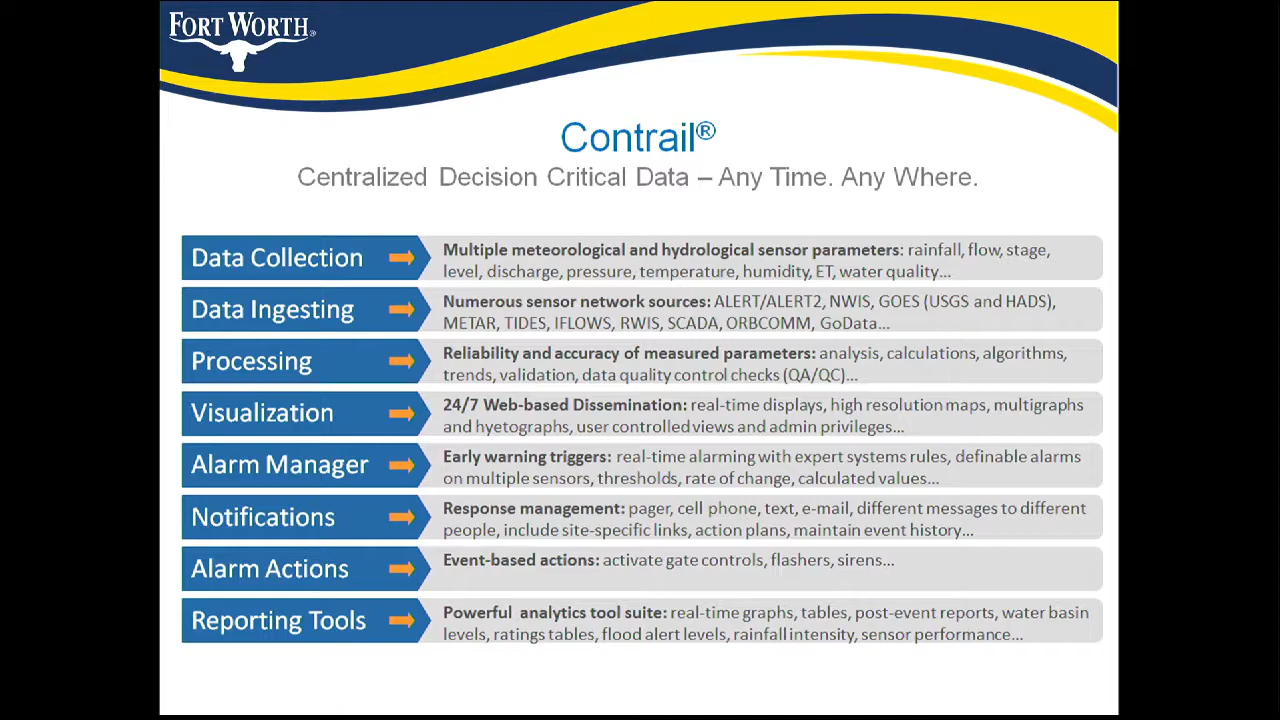 FORT WORTH®
Contrail®
Centralized Decision Critical Data – Any Time. Any Where.
Data Collection
Multiple meteorological and hydrological sensor parameters: rainfall, flow, stage,
level, discharge, pressure, temperature, humidity, ET, water quality...
Data Ingesting
Numerous sensor network sources: ALERT/ALERT2, NWIS, GOES (USGS and HADS),
METAR, TIDES, IFLOWS, RWIS, SCADA, ORBCOMM, GoData...
Processing
Reliability and accuracy of measured parameters: analysis, calculations, algorithms,
trends, validation, data quality control checks (QA/QC)...
Visualization
24/7 Web-based Dissemination: real-time displays, high resolution maps, multigraphs
and hyetographs, user controlled views and admin privileges...
Alarm Manager
Early warning triggers: real-time alarming with expert systems rules, definable alarms
on multiple sensors, thresholds, rate of change, calculated values...
Notifications
Response management: pager, cell phone, text, e-mail, different messages to different
people, include site-specific links, action plans, maintain event history...
Alarm Actions
Event-based actions: activate gate controls, flashers, sirens...
Reporting Tools
Powerful analytics tool suite: real-time graphs, tables, post-event reports, water basin
levels, ratings tables, flood alert levels, rainfall intensity, sensor performance...